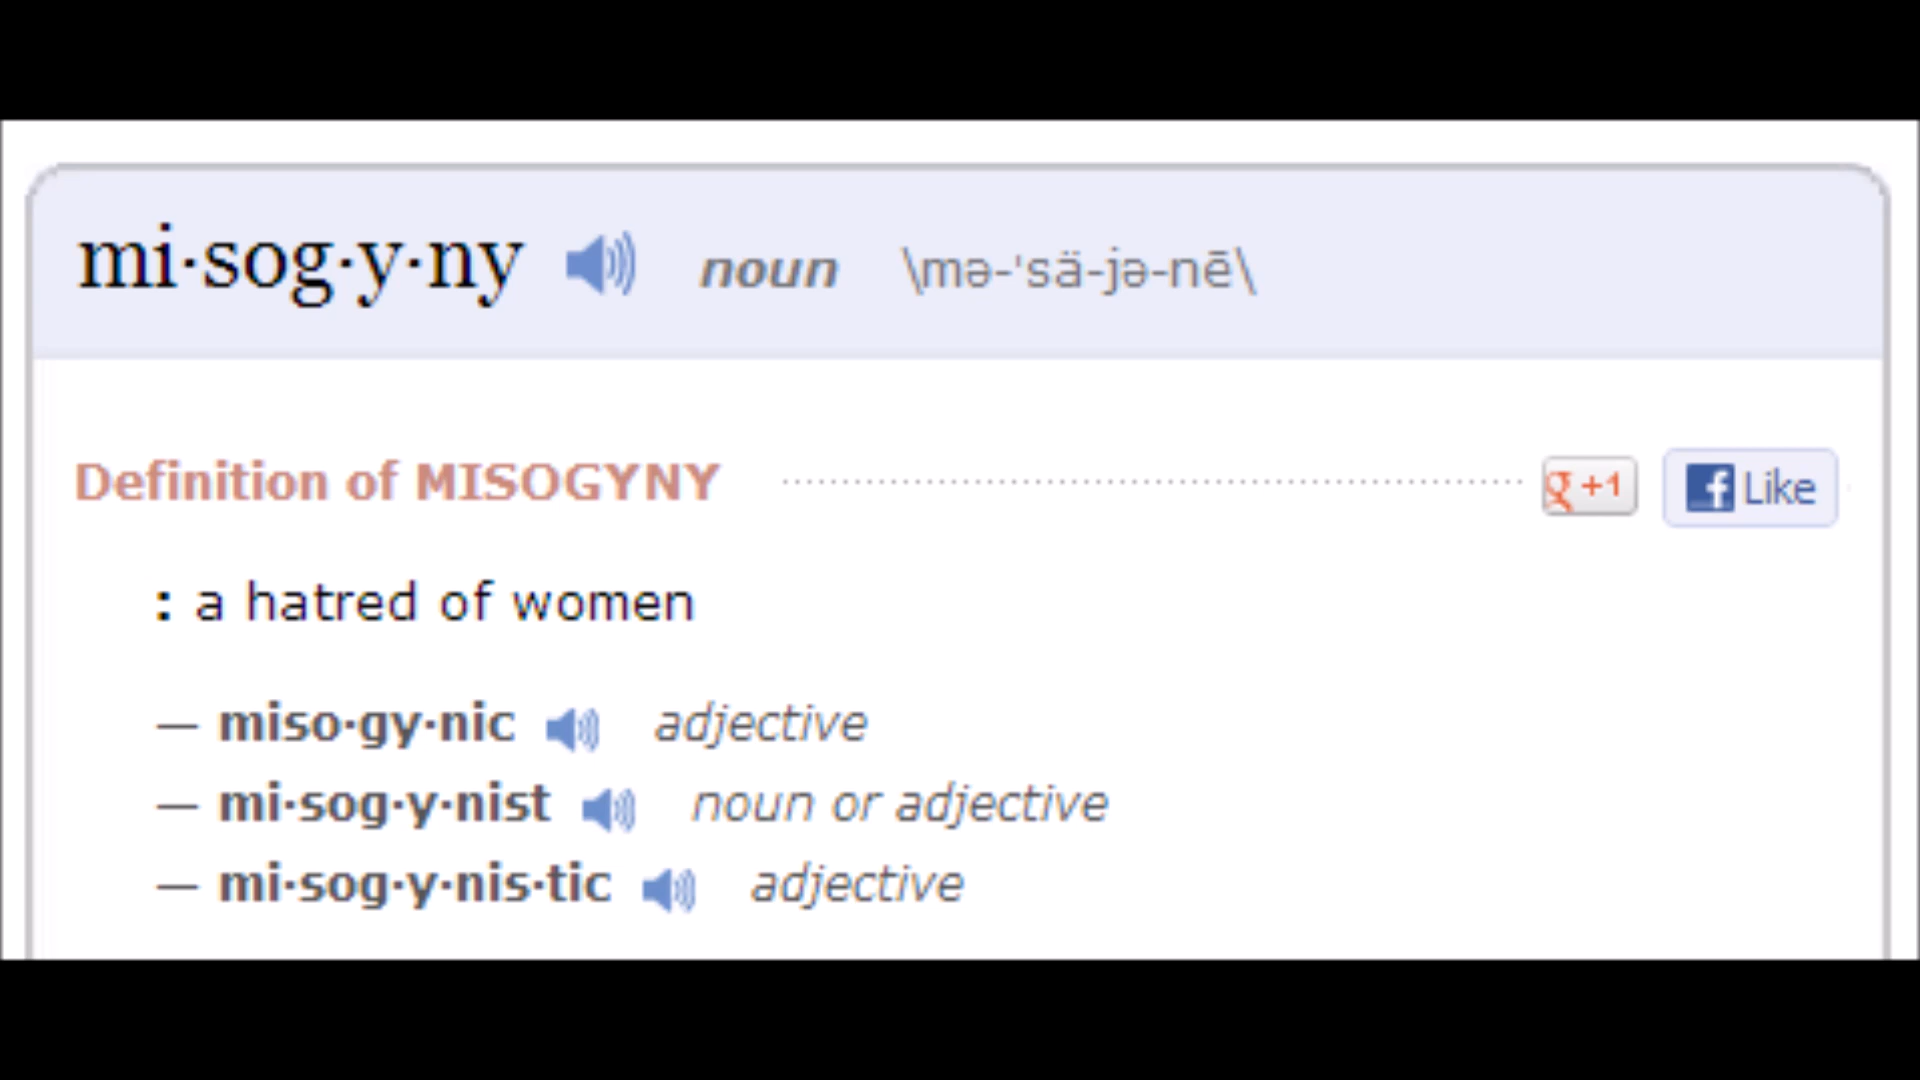 mi·sog·y·ny noun \mə-ˈsä-jə-nē\
Definition of MISOGYNY g +1 f Like
: a hatred of women
— miso·gy·nic adjective
— mi·sog·y·nist noun or adjective
— mi·sog·y·nis·tic adjective